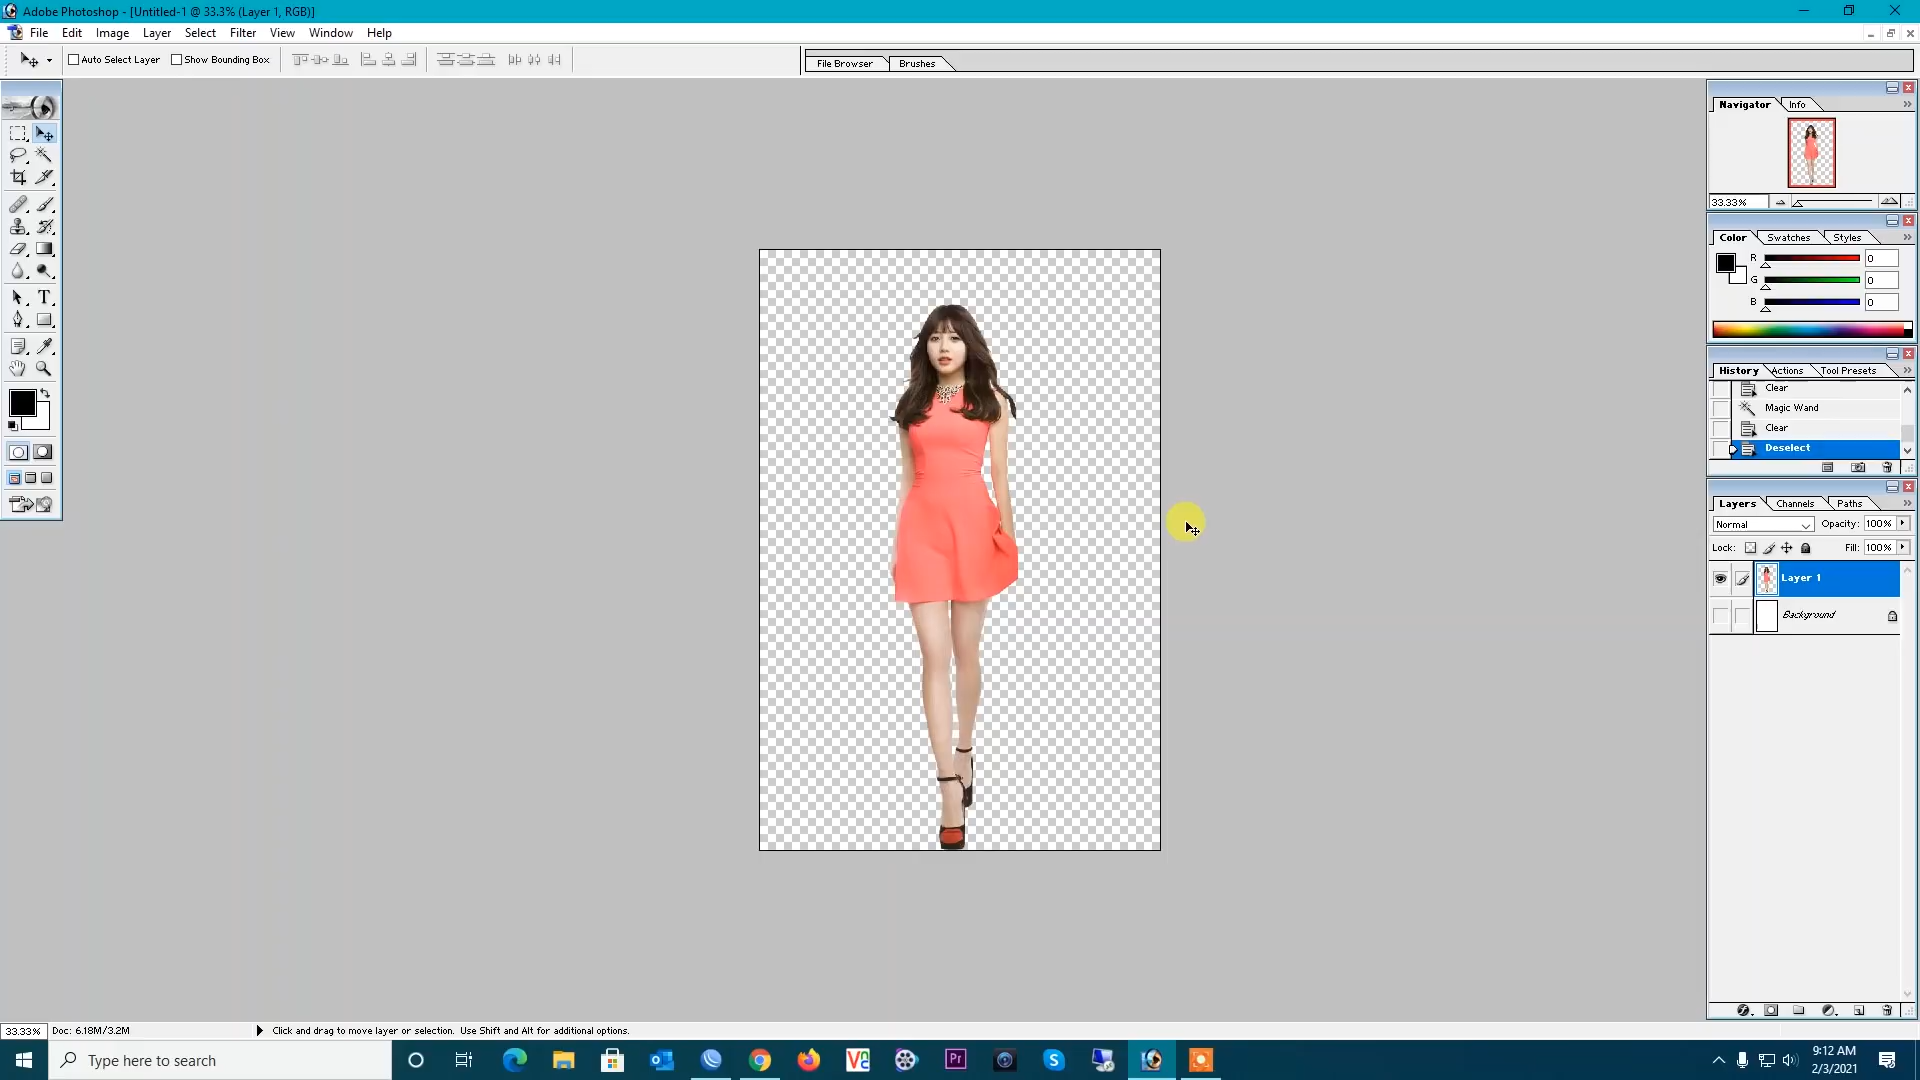 Adobe Photoshop - [Untitled-1 @ 33.3% (Layer 1, RGB)]
File Edit Image Layer Select Filter View Window Help
Auto Select Layer Show Bounding Box
File Browser Brushes
Navigator Info
33.33%
Color Swatches Styles
R 0
G 0
B 0
History Actions Tool Presets
Clear
Magic Wand
Clear
Deselect
Layers Channels Paths
Normal Opacity: 100%
Lock: Fill: 100%
Layer 1
Background
33.33% Doc: 6.18M/3.2M Click and drag to move layer or selection. Use Shift and Alt for additional options.
Type here to search
Pr
9:12 AM
2/3/2021